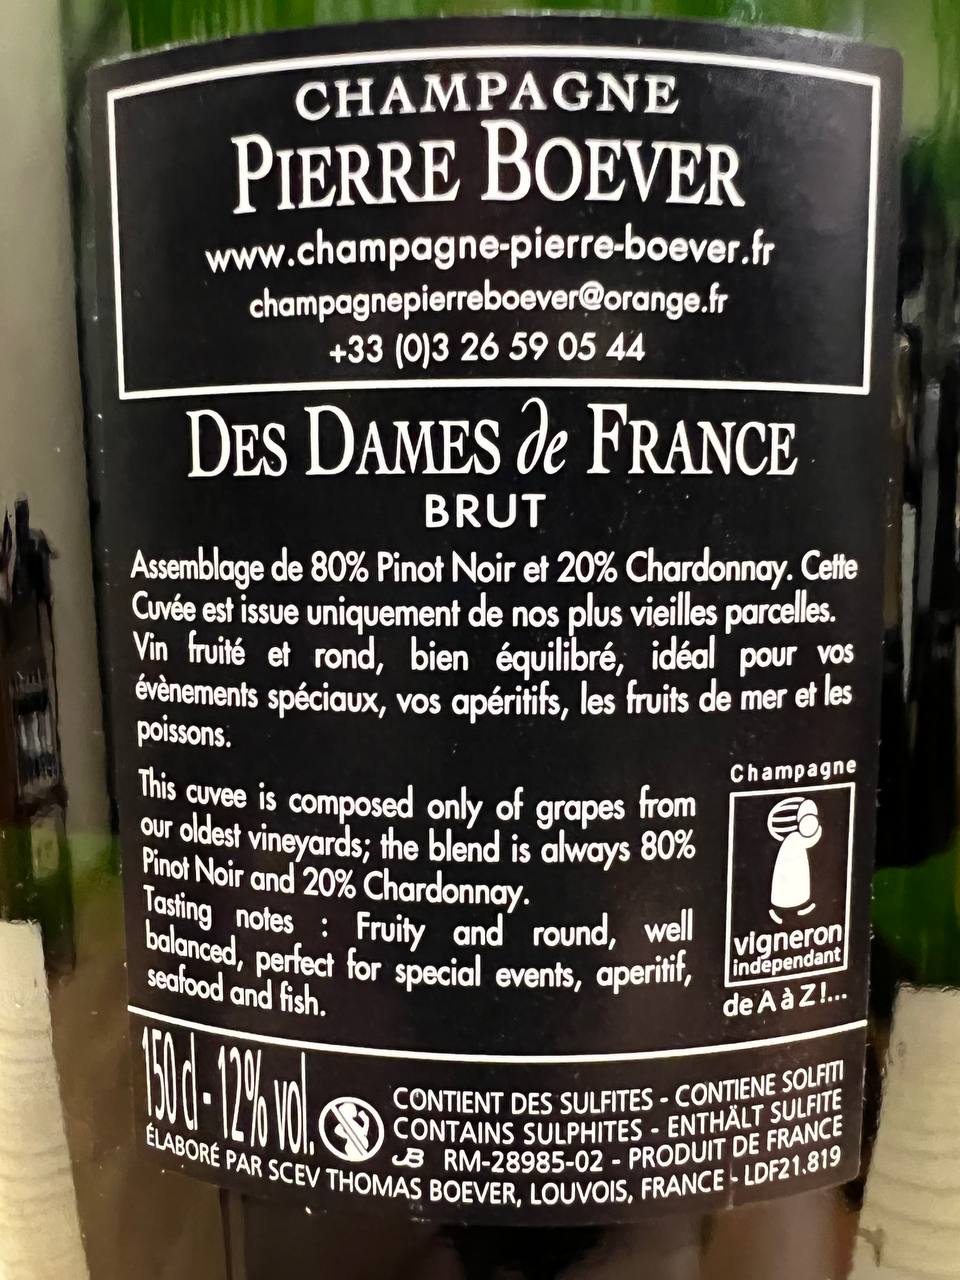 CHAMPAGNE
PIERRE BOEVER
www.champagne-pierre-boever.fr
champagnepierreboever@orange.fr
+33 (0)3 26 59 05 44
DES DAMES de FRANCE
BRUT
Assemblage de 80% Pinot Noir et 20% Chardonnay. Cette
Cuvée est issue uniquement de nos plus vieilles parcelles.
Vin fruité et rond, bien équilibré, idéal pour vos
évènements spéciaux, vos apéritifs, les fruits de mer et les
poissons.
This cuvee is composed only of grapes from
our oldest vineyards; the blend is always 80%
Pinot Noir and 20% Chardonnay.
Tasting notes : Fruity and round, well
balanced, perfect for special events, aperitif,
seafood and fish.
Champagne
vigneron
indépendant
de A à Z!...
150 cl - 12% vol.
CONTIENT DES SULFITES - CONTIENE SOLFITI
CONTAINS SULPHITES - ENTHÄLT SULFITE
JB RM-28985-02 - PRODUIT DE FRANCE
ÉLABORÉ PAR SCEV THOMAS BOEVER, LOUVOIS, FRANCE - LDF21.819